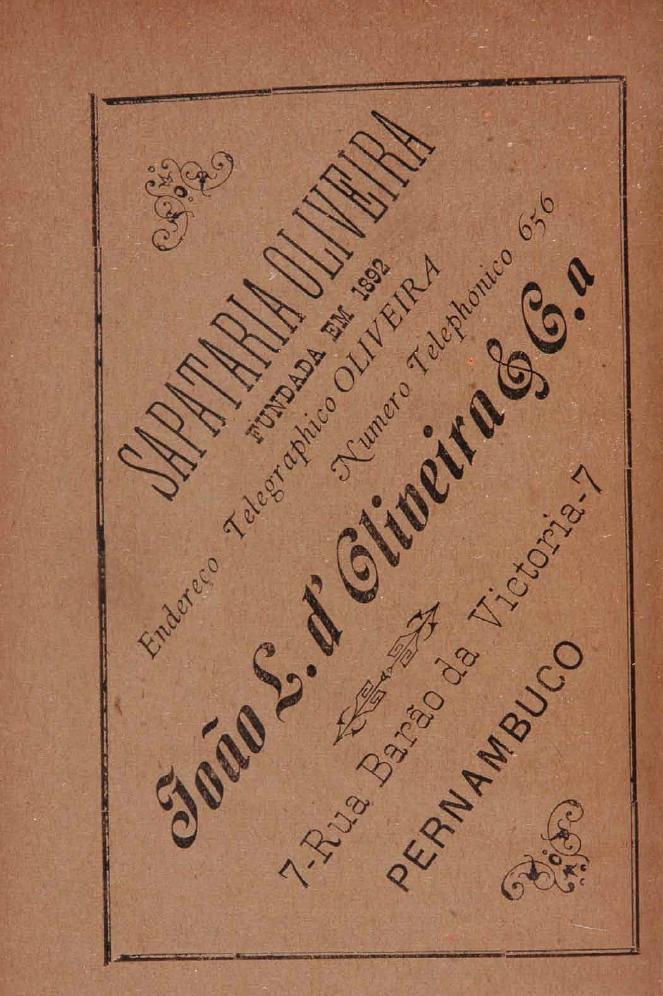 SAPATARIA OLIVEIRA
FUNDADA EM 1892
Endereço Telegraphico OLIVEIRA
Numero Telephonico 656
João L. d' Oliveira & C.a
7-Rua Barão da Victoria-7
PERNAMBUCO